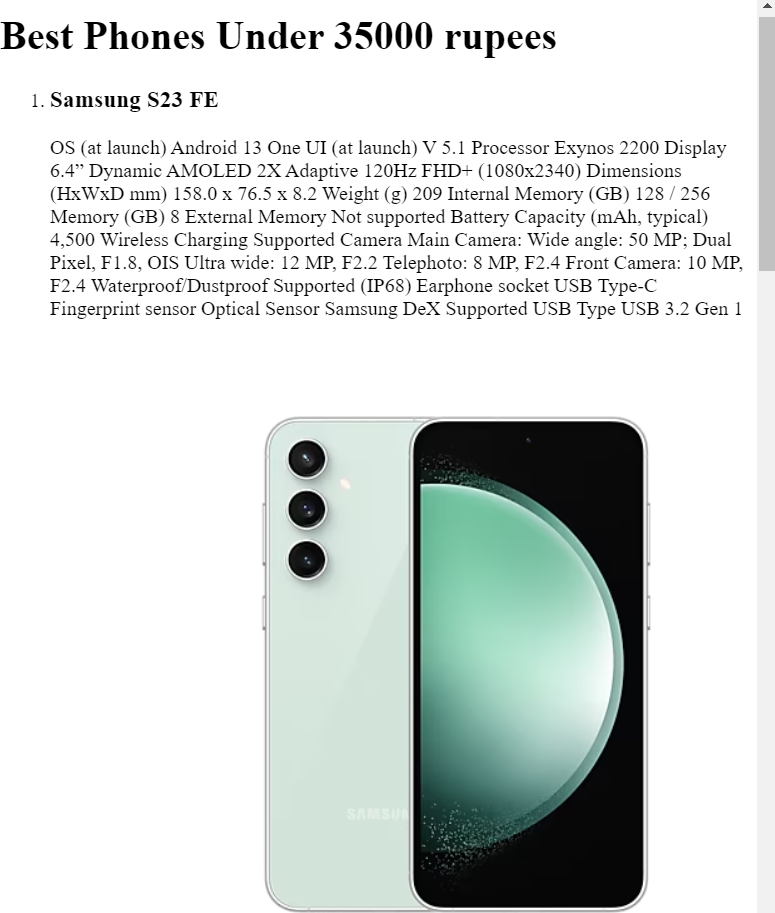 Best Phones Under 35000 rupees
1. Samsung S23 FE
OS (at launch) Android 13 One UI (at launch) V 5.1 Processor Exynos 2200 Display
6.4” Dynamic AMOLED 2X Adaptive 120Hz FHD+ (1080x2340) Dimensions
(HxWxD mm) 158.0 x 76.5 x 8.2 Weight (g) 209 Internal Memory (GB) 128 / 256
Memory (GB) 8 External Memory Not supported Battery Capacity (mAh, typical)
4,500 Wireless Charging Supported Camera Main Camera: Wide angle: 50 MP; Dual
Pixel, F1.8, OIS Ultra wide: 12 MP, F2.2 Telephoto: 8 MP, F2.4 Front Camera: 10 MP,
F2.4 Waterproof/Dustproof Supported (IP68) Earphone socket USB Type-C
Fingerprint sensor Optical Sensor Samsung DeX Supported USB Type USB 3.2 Gen 1
SAMSU